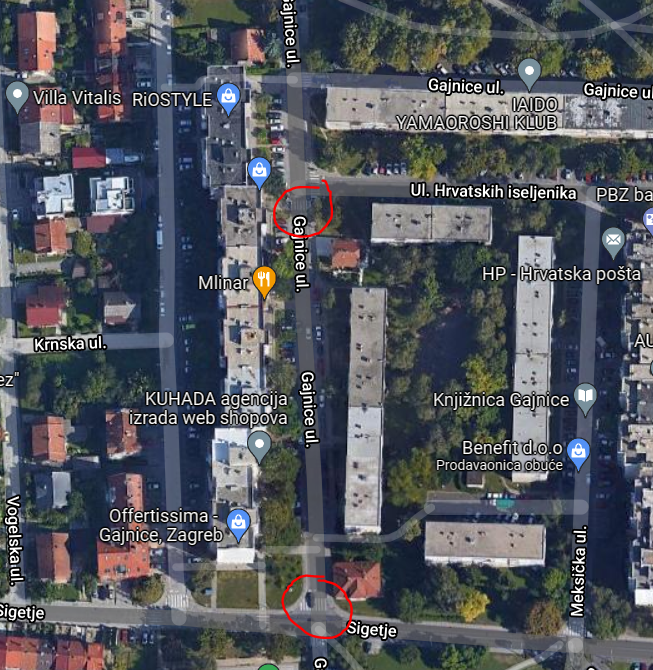 Gajnice ul.
Villa Vitalis
RiOSTYLE
Gajnice ul.
Gajnice ul
IAIDO
YAMAOROSHI KLUB
Ul. Hrvatskih iseljenika
PBZ ba
Gajnice ul.
HP - Hrvatska pošta
Mlinar
Krnska ul.
AU
ez"
Gajnice ul.
KUHADA agencija
izrada web shopova
Knjižnica Gajnice
Benefit d.o.o
Prodavaonica obuće
Offertissima -
Gajnice, Zagreb
Vogelska ul.
Meksička ul.
Sigetje
Sigetje
G